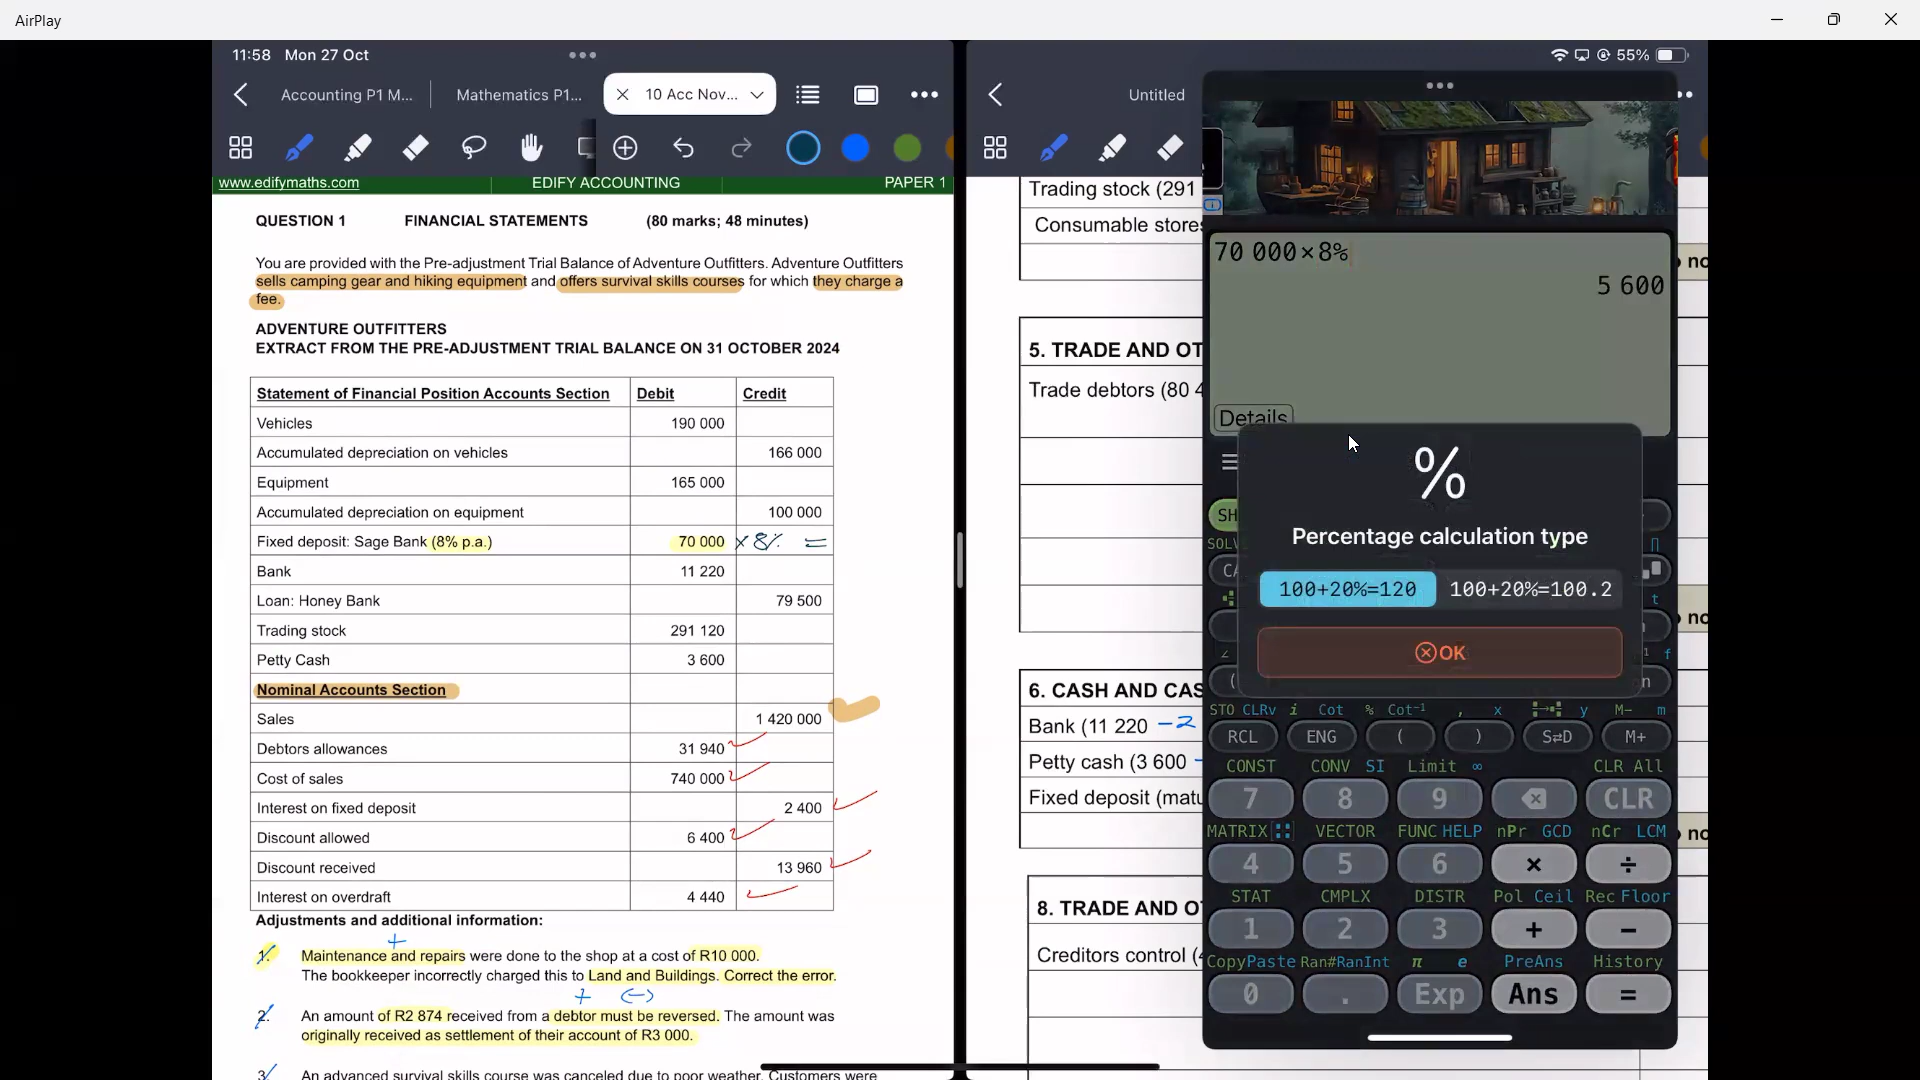 AirPlay
11:58 Mon 27 Oct
55%
Accounting P1 M...
Mathematics P1...
10 Acc Nov...
Untitled
www.edifymaths.com EDIFY ACCOUNTING PAPER 1
QUESTION 1 FINANCIAL STATEMENTS (80 marks; 48 minutes)
You are provided with the Pre-adjustment Trial Balance of Adventure Outfitters. Adventure Outfitters
sells camping gear and hiking equipment and offers survival skills courses for which they charge a
fee.
ADVENTURE OUTFITTERS
EXTRACT FROM THE PRE-ADJUSTMENT TRIAL BALANCE ON 31 OCTOBER 2024
Statement of Financial Position Accounts Section Debit Credit
Vehicles 190 000
Accumulated depreciation on vehicles 166 000
Equipment 165 000
Accumulated depreciation on equipment 100 000
Fixed deposit: Sage Bank (8% p.a.) 70 000 × 8% =
Bank 11 220
Loan: Honey Bank 79 500
Trading stock 291 120
Petty Cash 3 600
Nominal Accounts Section
Sales 1 420 000
Debtors allowances 31 940
Cost of sales 740 000
Interest on fixed deposit 2 400
Discount allowed 6 400
Discount received 13 960
Interest on overdraft 4 440
Adjustments and additional information:
+
1. Maintenance and repairs were done to the shop at a cost of R10 000.
The bookkeeper incorrectly charged this to Land and Buildings. Correct the error.
+ (-)
2. An amount of R2 874 received from a debtor must be reversed. The amount was
originally received as settlement of their account of R3 000.
3. An advanced survival skills course was canceled due to poor weather. Customers were
Trading stock (291
Consumable stores
no
5. TRADE AND OT
Trade debtors (80 4
no
6. CASH AND CAS
Bank (11 220 - 2
Petty cash (3 600 -
Fixed deposit (matu
no
8. TRADE AND O
Creditors control (4
70 000×8%
5 600
Details
%
Percentage calculation type
100+20%=120 100+20%=100.2
OK
SH
SOLV
CA
STO CLRv i Cot % Cot⁻¹ , x y M− m
RCL ENG ( ) S⇄D M+
CONST CONV SI Limit ∞ CLR All
7 8 9 CLR
MATRIX VECTOR FUNC HELP nPr GCD nCr LCM
4 5 6 × ÷
STAT CMPLX DISTR Pol Ceil Rec Floor
1 2 3 + −
CopyPaste Ran#RanInt π e PreAns History
0 . Exp Ans =